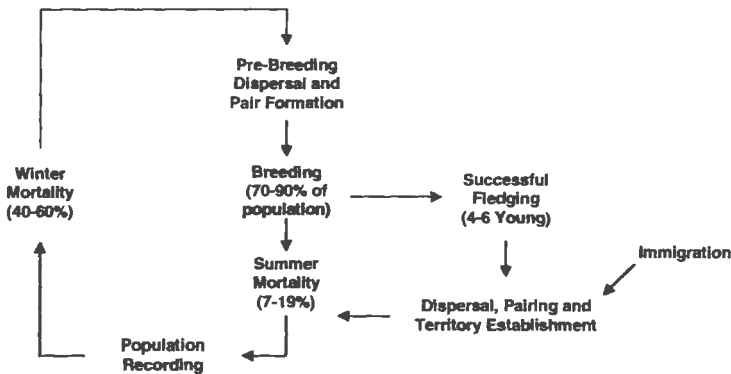 Pre-Breeding
Dispersal and
Pair Formation
Winter
Mortality
(40-60%)
Breeding
(70-90% of
population)
Successful
Fledging
(4-6 Young)
Immigration
Summer
Mortality
(7-19%)
Dispersal, Pairing and
Territory Establishment
Population
Recording